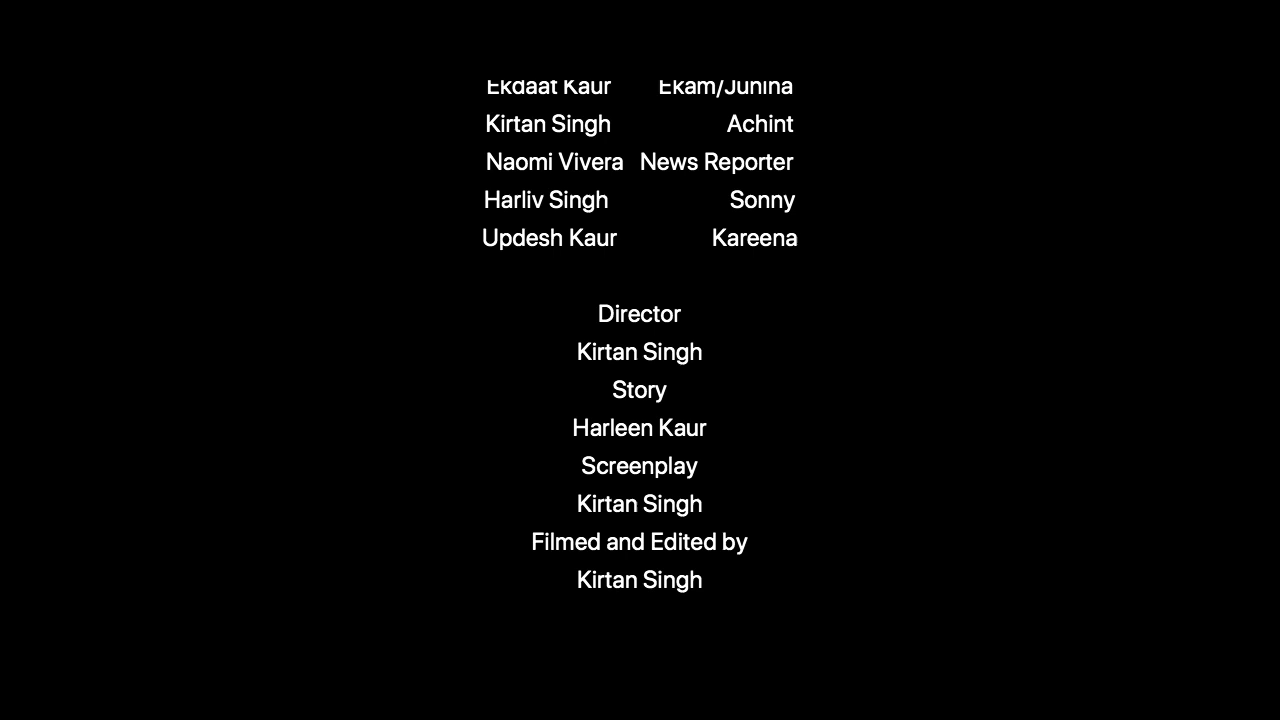 Ekdaat Kaur Ekam/Junina
Kirtan Singh Achint
Naomi Vivera News Reporter
Harliv Singh Sonny
Updesh Kaur Kareena
Director
Kirtan Singh
Story
Harleen Kaur
Screenplay
Kirtan Singh
Filmed and Edited by
Kirtan Singh